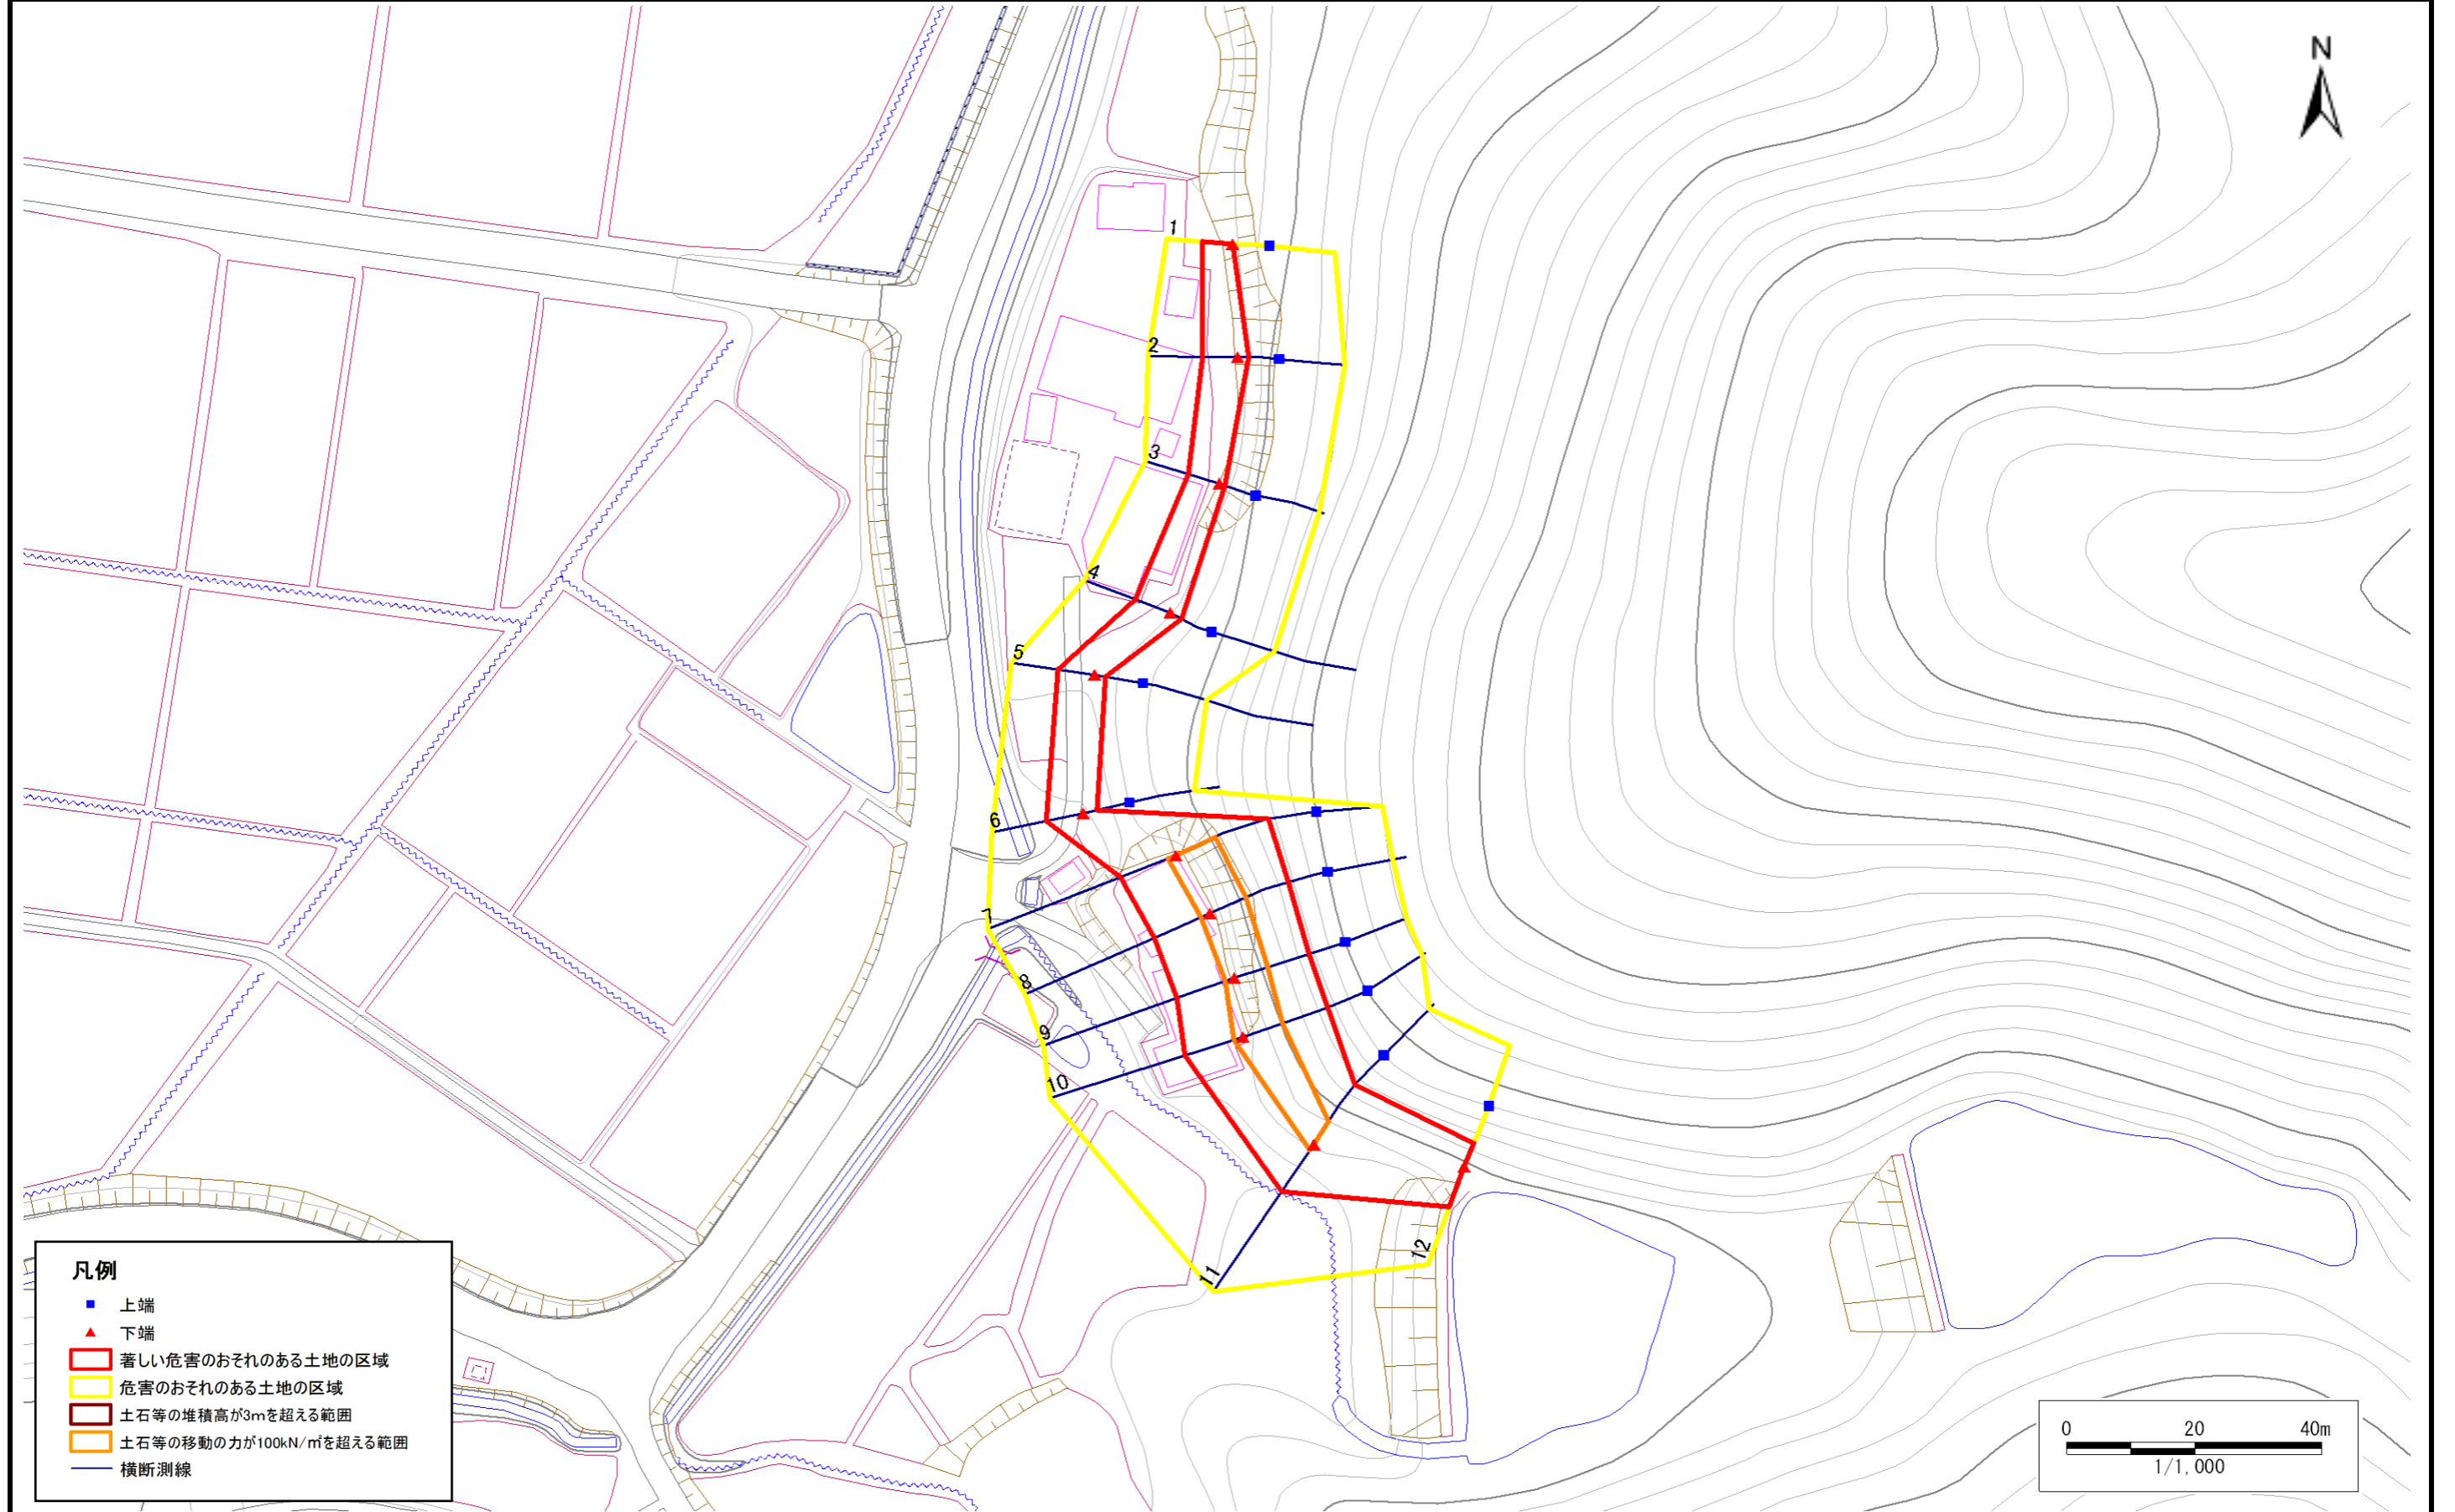 N
1
2
3
4
5
6
7
8
9
10
11
12
凡例
上端
下端
著しい危害のおそれのある土地の区域
危害のおそれのある土地の区域
土石等の堆積高が3mを超える範囲
土石等の移動の力が100kN/㎡を超える範囲
横断測線
0 20 40m
1/1,000